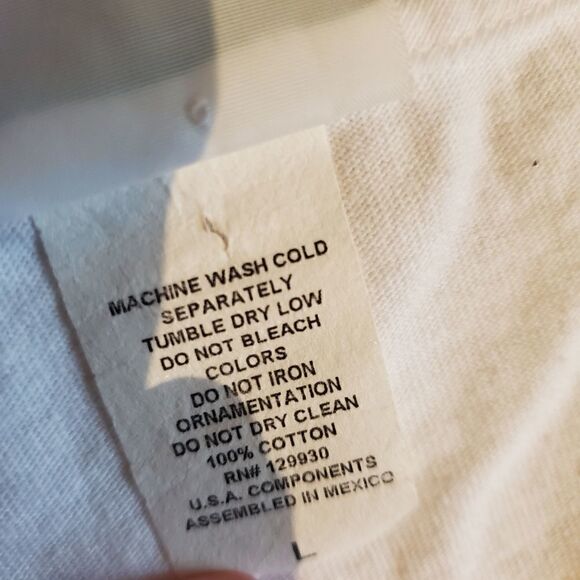 MACHINE WASH COLD
SEPARATELY
TUMBLE DRY LOW
DO NOT BLEACH
COLORS
DO NOT IRON
ORNAMENTATION
DO NOT DRY CLEAN
100% COTTON
RN# 129930
U.S.A. COMPONENTS
ASSEMBLED IN MEXICO
L